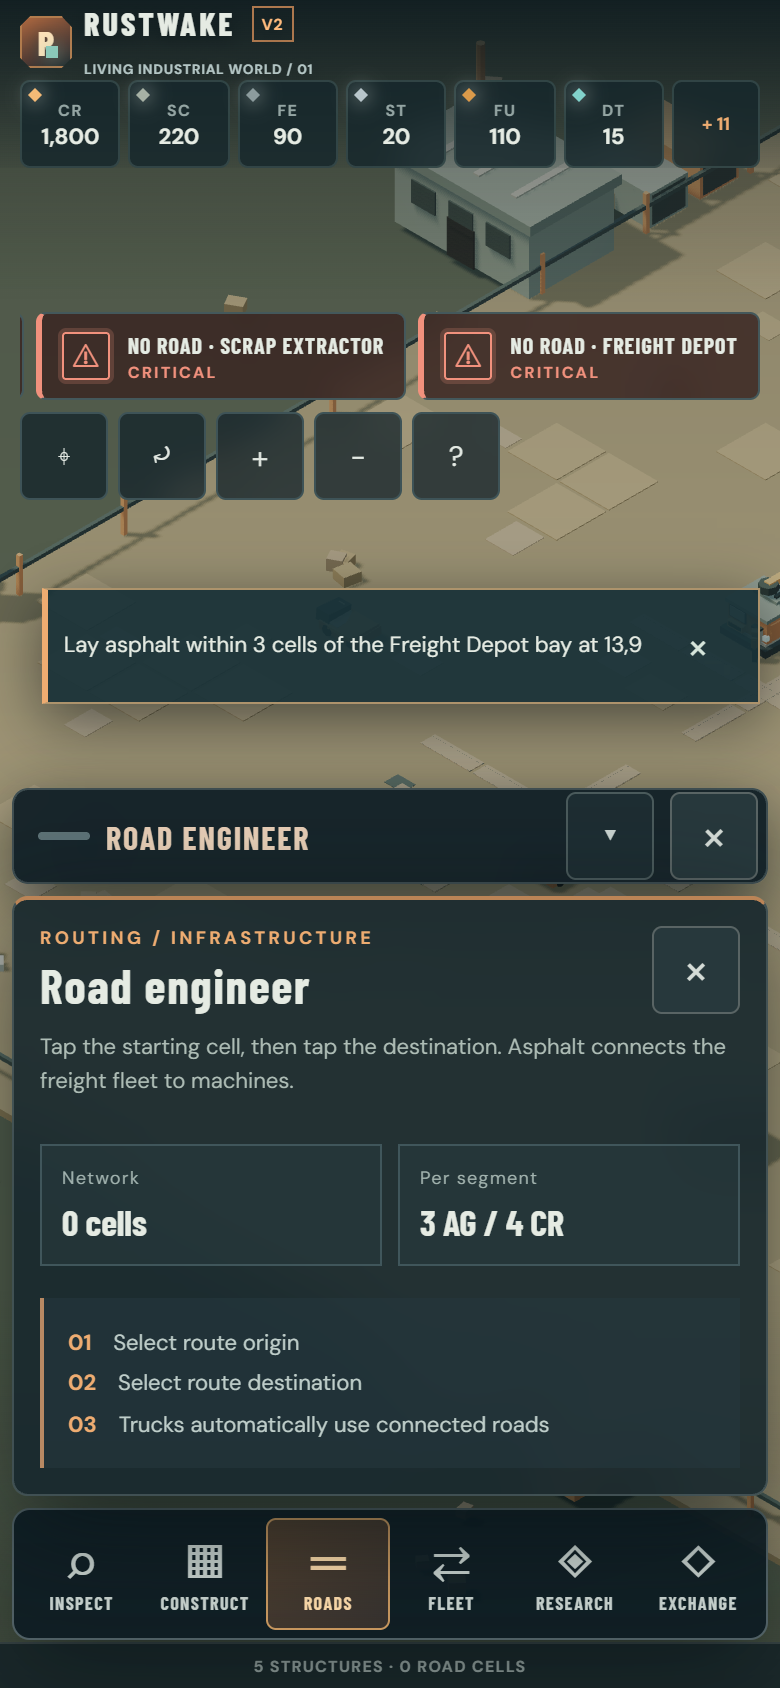 P
RUSTWAKE V2
LIVING INDUSTRIAL WORLD / 01
CR
1,800
SC
220
FE
90
ST
20
FU
110
DT
15
+ 11
NO ROAD · SCRAP EXTRACTOR
CRITICAL
NO ROAD · FREIGHT DEPOT
CRITICAL
+
-
?
Lay asphalt within 3 cells of the Freight Depot bay at 13,9 ×
ROAD ENGINEER ▼ ×
ROUTING / INFRASTRUCTURE
Road engineer ×
Tap the starting cell, then tap the destination. Asphalt connects the
freight fleet to machines.
Network
0 cells
Per segment
3 AG / 4 CR
01 Select route origin
02 Select route destination
03 Trucks automatically use connected roads
INSPECT
CONSTRUCT
ROADS
FLEET
RESEARCH
EXCHANGE
5 STRUCTURES · 0 ROAD CELLS